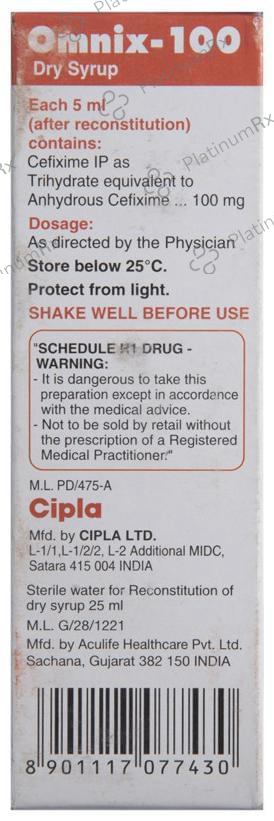 Omnix-100
Dry Syrup
Each 5 ml
(after reconstitution)
contains:
Cefixime IP as
Trihydrate equivalent to
Anhydrous Cefixime ... 100 mg
Dosage:
As directed by the Physician
Store below 25°C.
Protect from light.
SHAKE WELL BEFORE USE
"SCHEDULE H1 DRUG -
WARNING:
- It is dangerous to take this
preparation except in accordance
with the medical advice.
- Not to be sold by retail without
the prescription of a Registered
Medical Practitioner."
M.L. PD/475-A
Cipla
Mfd. by CIPLA LTD.
L-1/1,L-1/2/2, L-2 Additional MIDC,
Satara 415 004 INDIA
Sterile water for Reconstitution of
dry syrup 25 ml
M.L. G/28/1221
Mfd. by Aculife Healthcare Pvt. Ltd.
Sachana, Gujarat 382 150 INDIA
8 901117 077430
PlatinumRx
PlatinumRx
PlatinumRx